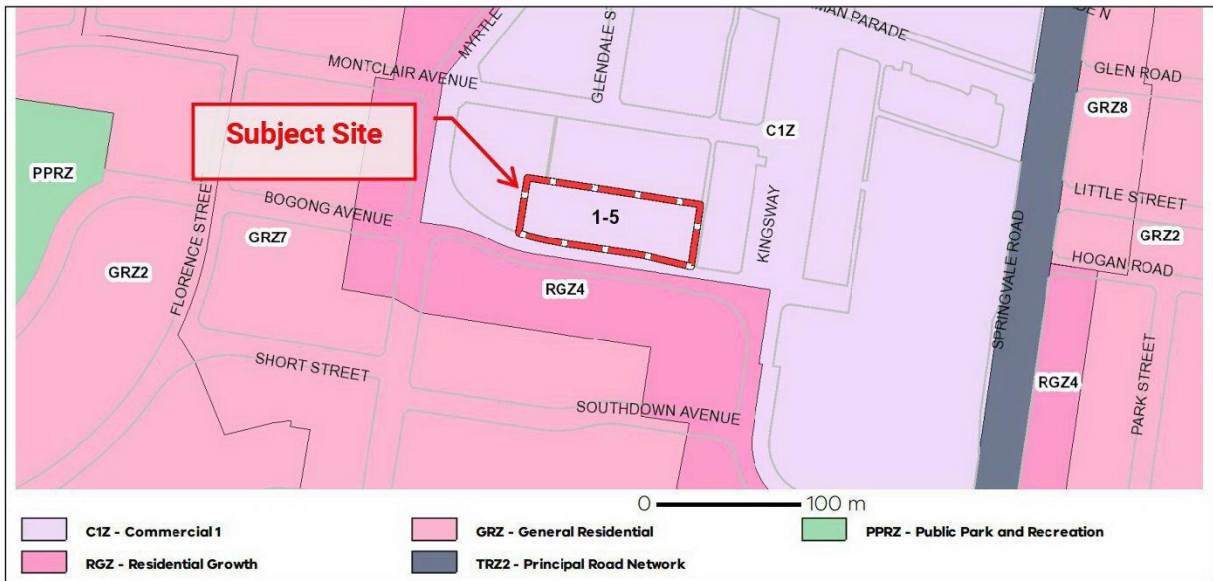 MONTCLAIR AVENUE
MYRTLE
GLENDALE S
MAN PARADE
DE N
GLEN ROAD
GRZ8
Subject Site
C1Z
PPRZ
LITTLE STREET
FLORENCE STREET
BOGONG AVENUE
1-5
KINGSWAY
SPRINGVALE ROAD
GRZ2
HOGAN ROAD
GRZ7
GRZ2
RGZ4
SHORT STREET
SOUTHDOWN AVENUE
RGZ4
PARK STREET
0 100 m
C1Z - Commercial 1
GRZ - General Residential
PPRZ - Public Park and Recreation
RGZ - Residential Growth
TRZ2 - Principal Road Network